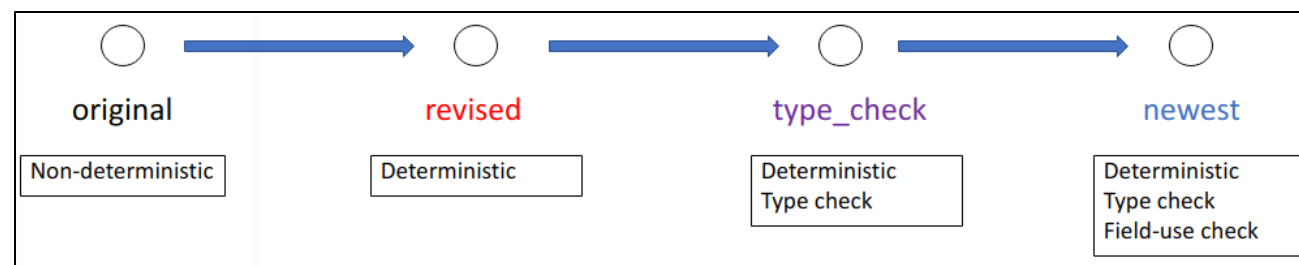 original
revised
type_check
newest
Non-deterministic
Deterministic
Deterministic
Type check
Deterministic
Type check
Field-use check